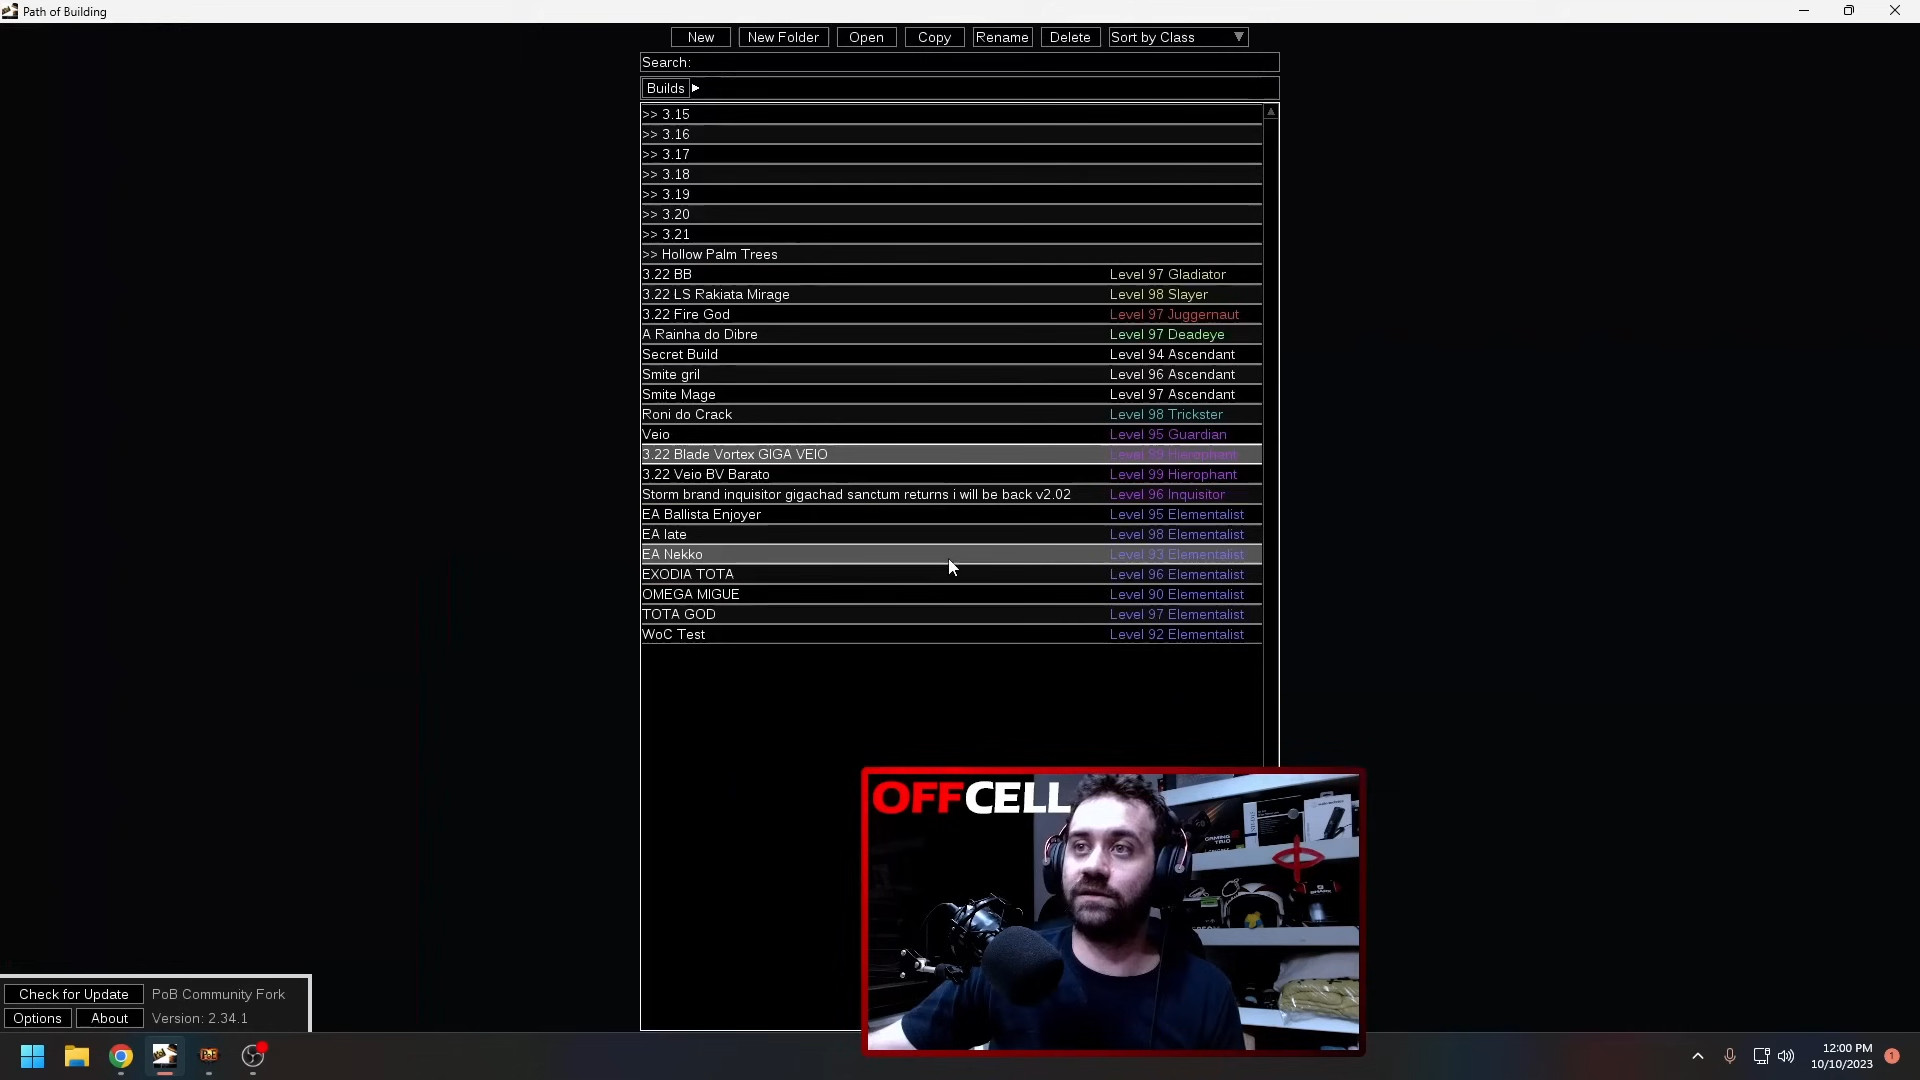 Path of Building
New
New Folder
Open
Copy
Rename
Delete
Sort by Class
Search:
Builds
>> 3.15
>> 3.16
>> 3.17
>> 3.18
>> 3.19
>> 3.20
>> 3.21
>> Hollow Palm Trees
3.22 BB Level 97 Gladiator
3.22 LS Rakiata Mirage Level 98 Slayer
3.22 Fire God Level 97 Juggernaut
A Rainha do Dibre Level 97 Deadeye
Secret Build Level 94 Ascendant
Smite gril Level 96 Ascendant
Smite Mage Level 97 Ascendant
Roni do Crack Level 98 Trickster
Veio Level 95 Guardian
3.22 Blade Vortex GIGA VEIO Level 99 Hierophant
3.22 Veio BV Barato Level 99 Hierophant
Storm brand inquisitor gigachad sanctum returns i will be back v2.02 Level 96 Inquisitor
EA Ballista Enjoyer Level 95 Elementalist
EA late Level 98 Elementalist
EA Nekko Level 93 Elementalist
EXODIA TOTA Level 96 Elementalist
OMEGA MIGUE Level 90 Elementalist
TOTA GOD Level 97 Elementalist
WoC Test Level 92 Elementalist
OFFCELL
GAMING
TRIO
Check for Update PoB Community Fork
Options About Version: 2.34.1
12:00 PM
10/10/2023
1